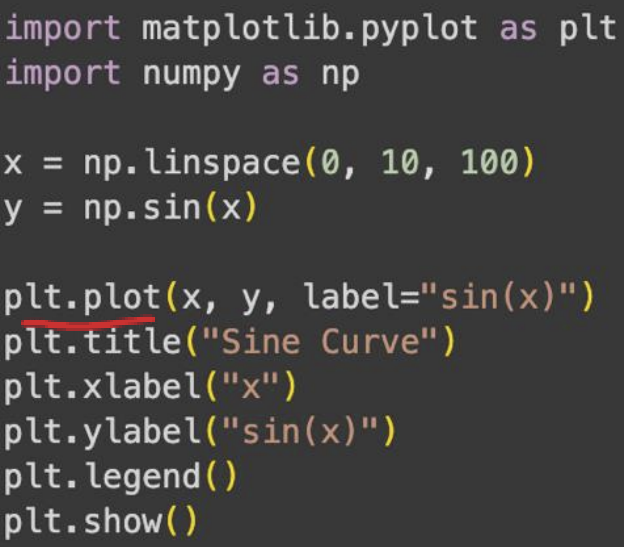 import matplotlib.pyplot as plt
import numpy as np

x = np.linspace(0, 10, 100)
y = np.sin(x)

plt.plot(x, y, label="sin(x)")
plt.title("Sine Curve")
plt.xlabel("x")
plt.ylabel("sin(x)")
plt.legend()
plt.show()